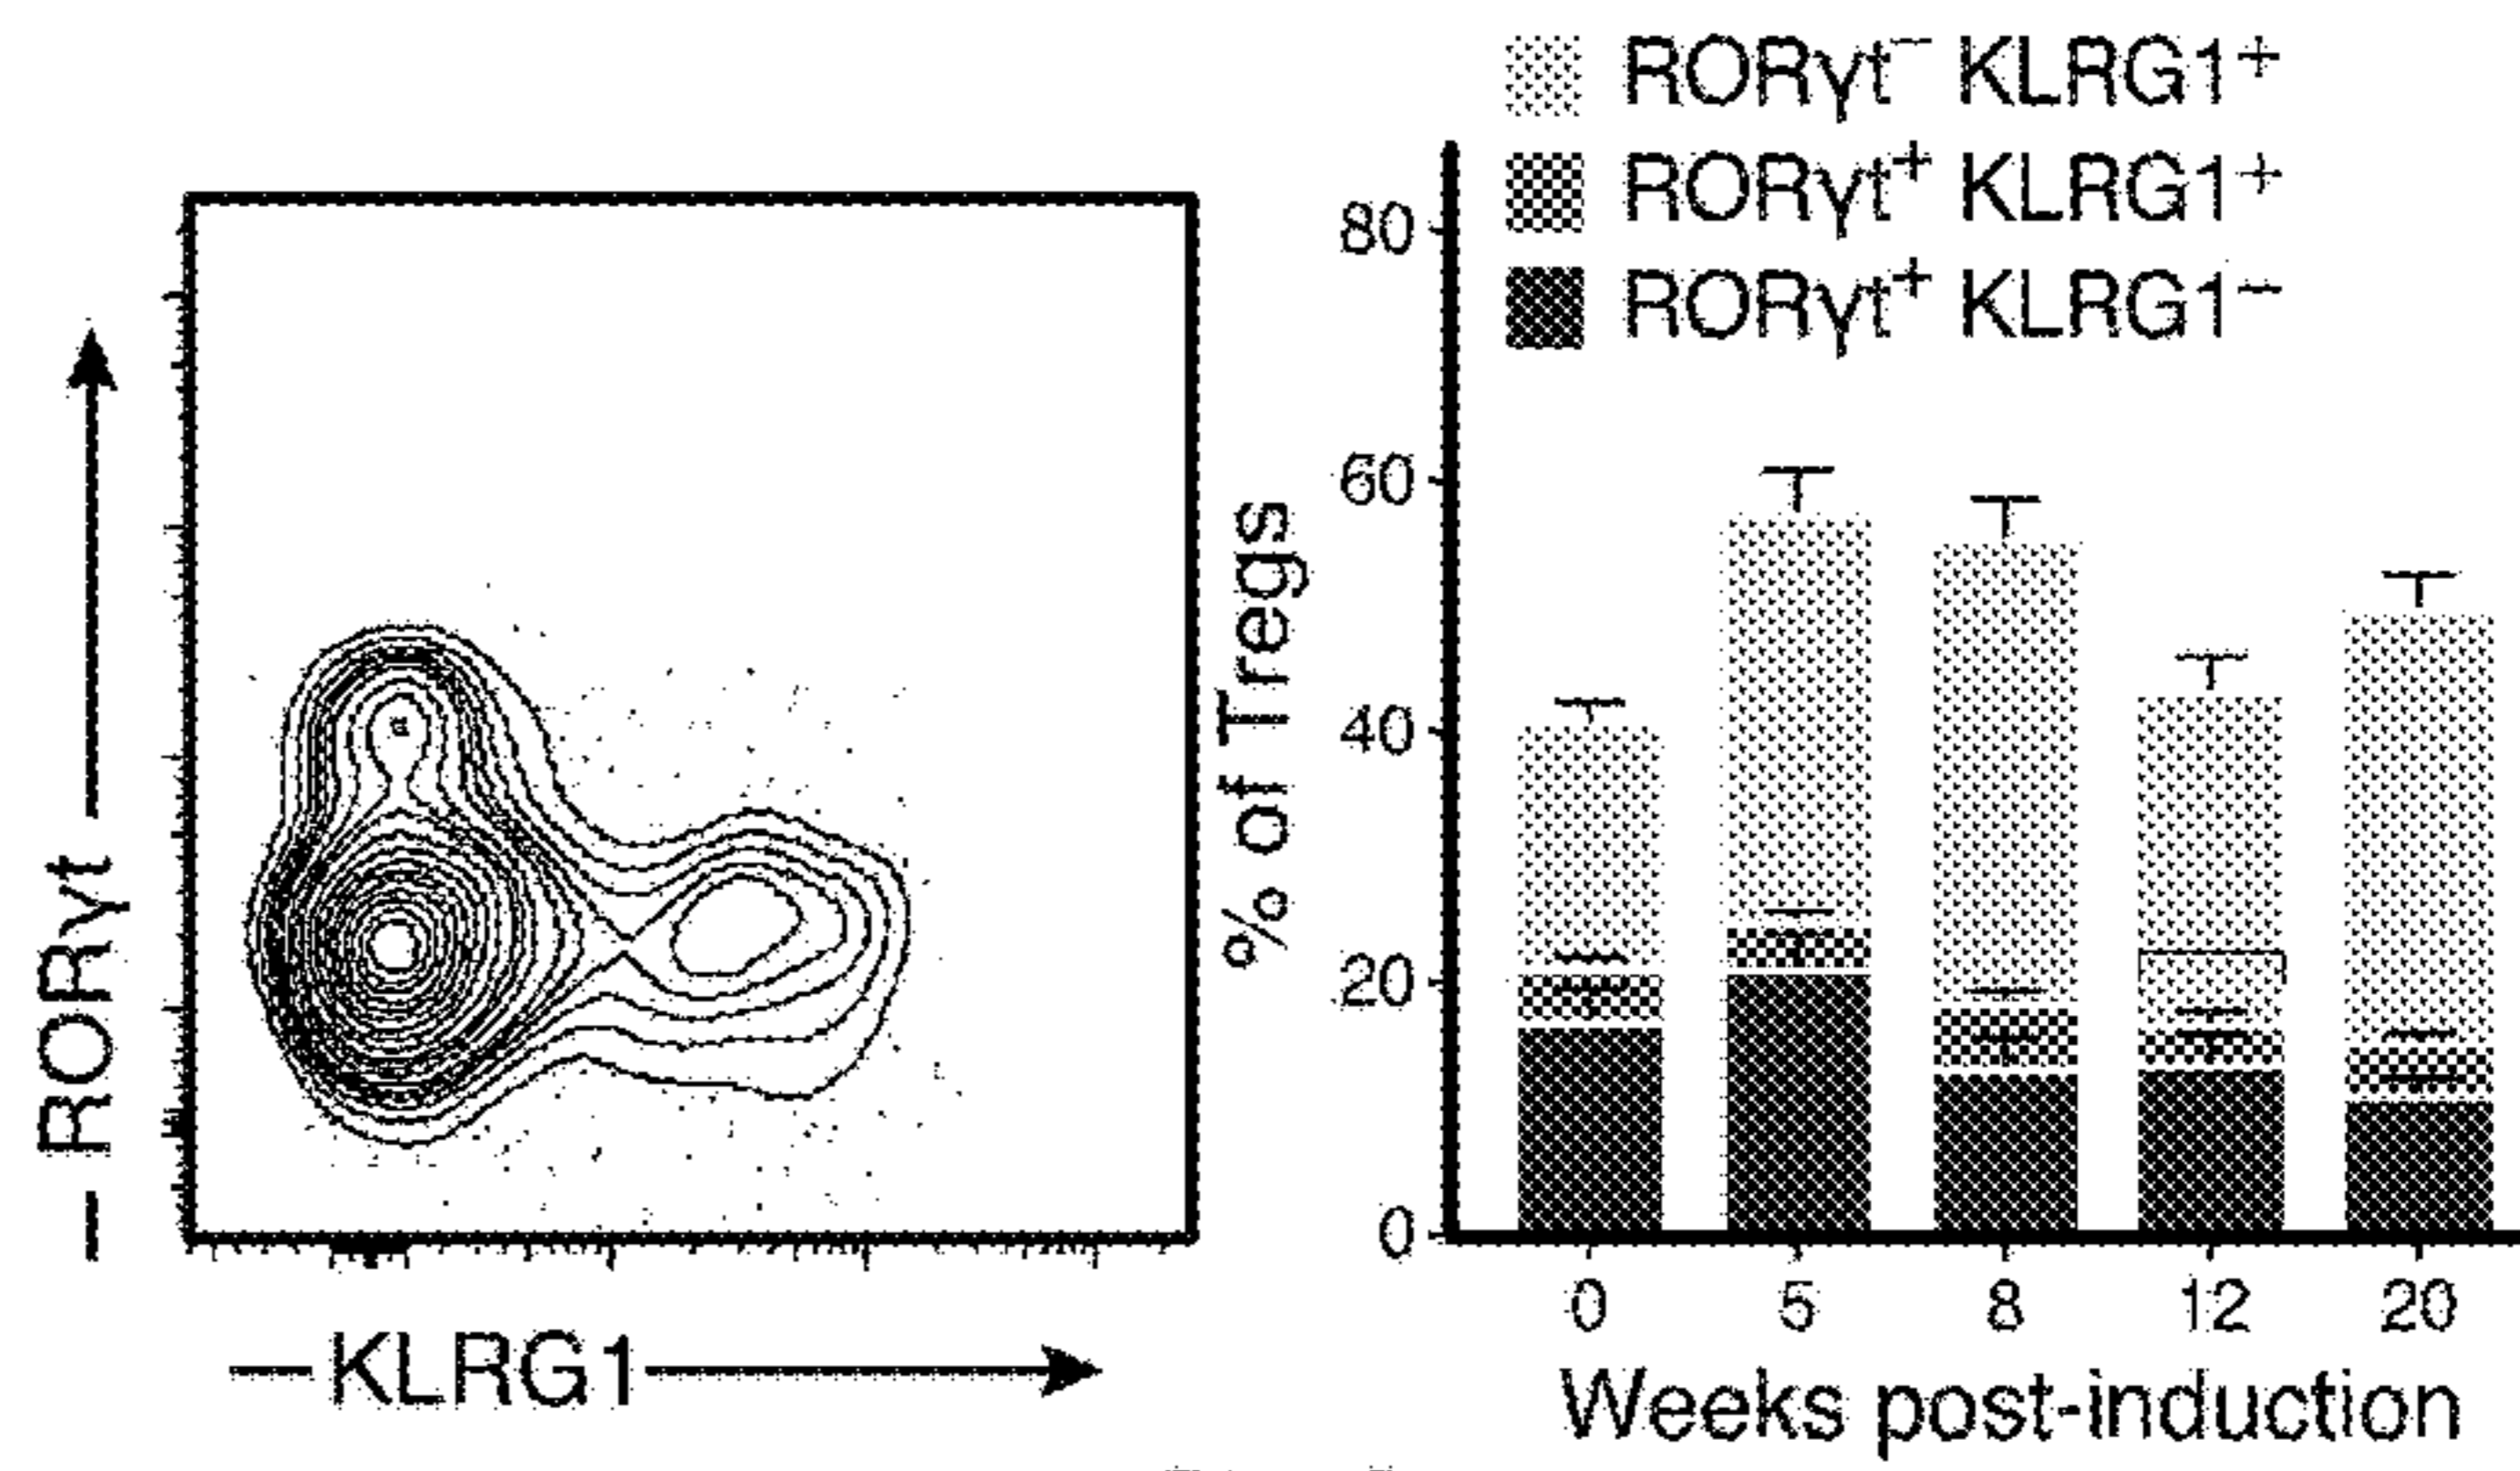 RORγt
KLRG1
RORγt⁻ KLRG1⁺
RORγt⁺ KLRG1⁺
RORγt⁺ KLRG1⁻
% of Tregs
80
60
40
20
0
0 5 8 12 20
Weeks post-induction